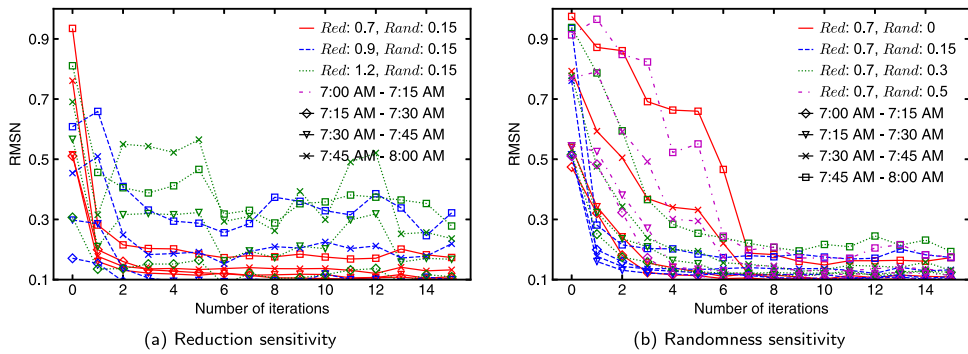 RMSN
0.9
0.7
0.5
0.3
0.1
0 2 4 6 8 10 12 14
Number of iterations
Red: 0.7, Rand: 0.15
Red: 0.9, Rand: 0.15
Red: 1.2, Rand: 0.15
7:00 AM - 7:15 AM
7:15 AM - 7:30 AM
7:30 AM - 7:45 AM
7:45 AM - 8:00 AM
(a) Reduction sensitivity
RMSN
0.9
0.7
0.5
0.3
0.1
0 2 4 6 8 10 12 14
Number of iterations
Red: 0.7, Rand: 0
Red: 0.7, Rand: 0.15
Red: 0.7, Rand: 0.3
Red: 0.7, Rand: 0.5
7:00 AM - 7:15 AM
7:15 AM - 7:30 AM
7:30 AM - 7:45 AM
7:45 AM - 8:00 AM
(b) Randomness sensitivity